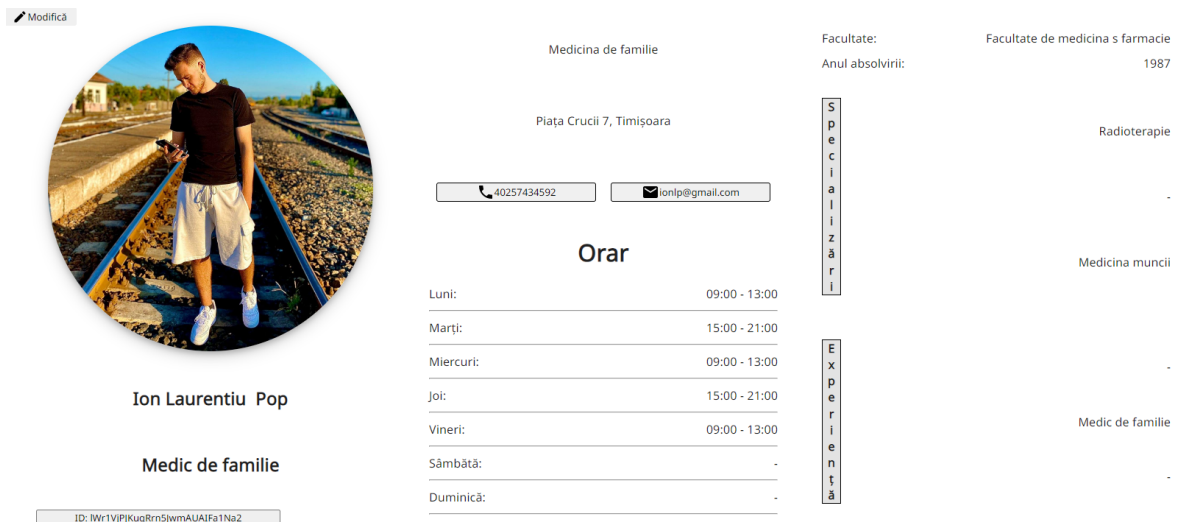 Modifică
Ion Laurentiu  Pop
Medic de familie
ID: lWr1VjPJKugRrn5JwmAUAIFa1Na2
Medicina de familie
Piața Crucii 7, Timișoara
40257434592
ionlp@gmail.com
Orar
Luni: 09:00 - 13:00
Marți: 15:00 - 21:00
Miercuri: 09:00 - 13:00
Joi: 15:00 - 21:00
Vineri: 09:00 - 13:00
Sâmbătă: -
Duminică: -
Facultate: Facultate de medicina s farmacie
Anul absolvirii: 1987
Specializări
Radioterapie
-
Medicina muncii
Experiență
-
Medic de familie
-